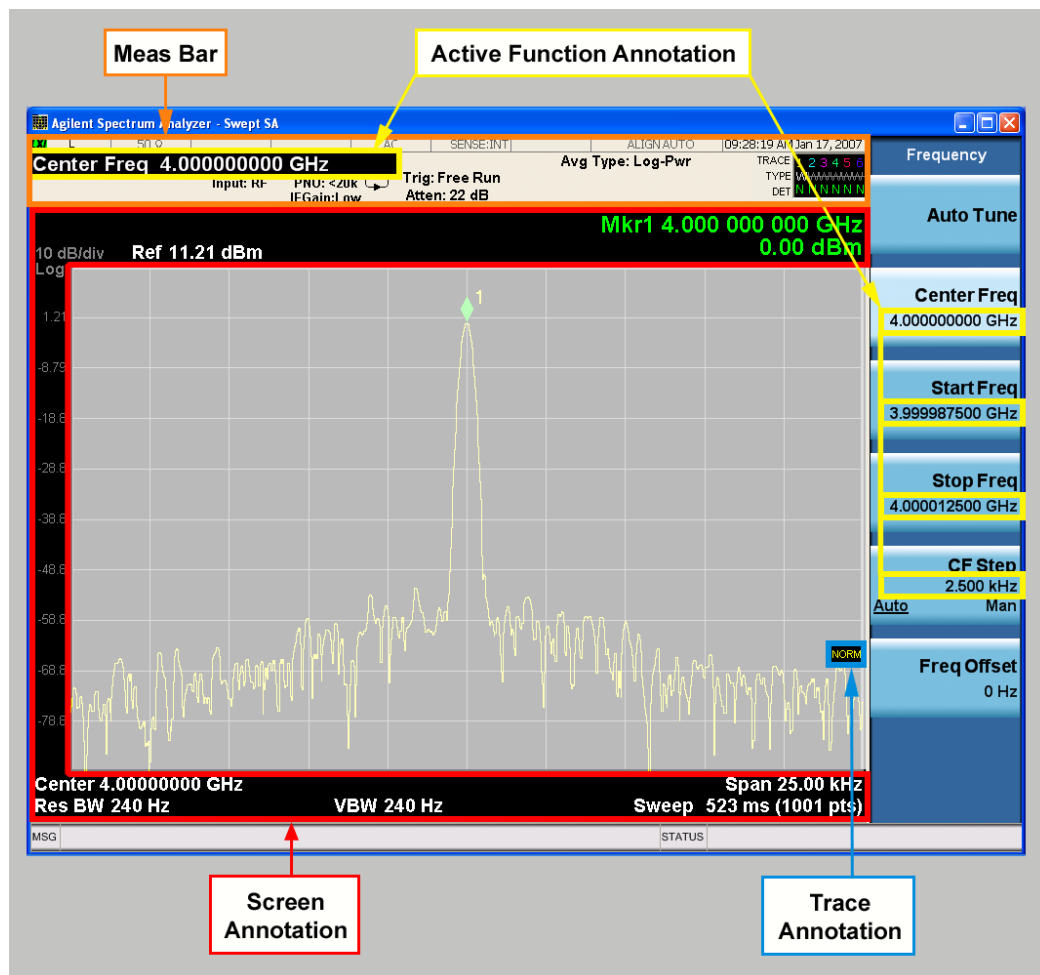 Meas Bar
Active Function Annotation
Agilent Spectrum Analyzer - Swept SA
L 50 Ω AC SENSE:INT ALIGN AUTO 09:28:19 AM Jan 17, 2007
Center Freq 4.000000000 GHz
Input: RF PNO: <20k Trig: Free Run
IFGain:Low Atten: 22 dB
Avg Type: Log-Pwr
TRACE 1 2 3 4 5 6
TYPE
DET N N N N N N
Frequency
Auto Tune
Center Freq
4.000000000 GHz
Start Freq
3.999987500 GHz
Stop Freq
4.000012500 GHz
CF Step
2.500 kHz
Auto Man
Freq Offset
0 Hz
Mkr1 4.000 000 000 GHz
0.00 dBm
10 dB/div Ref 11.21 dBm
Log
1
1.21
-8.79
-18.8
-28.8
-38.8
-48.8
-58.8
-68.8
-78.8
NORM
Center 4.00000000 GHz Span 25.00 kHz
Res BW 240 Hz VBW 240 Hz Sweep 523 ms (1001 pts)
MSG STATUS
Screen
Annotation
Trace
Annotation